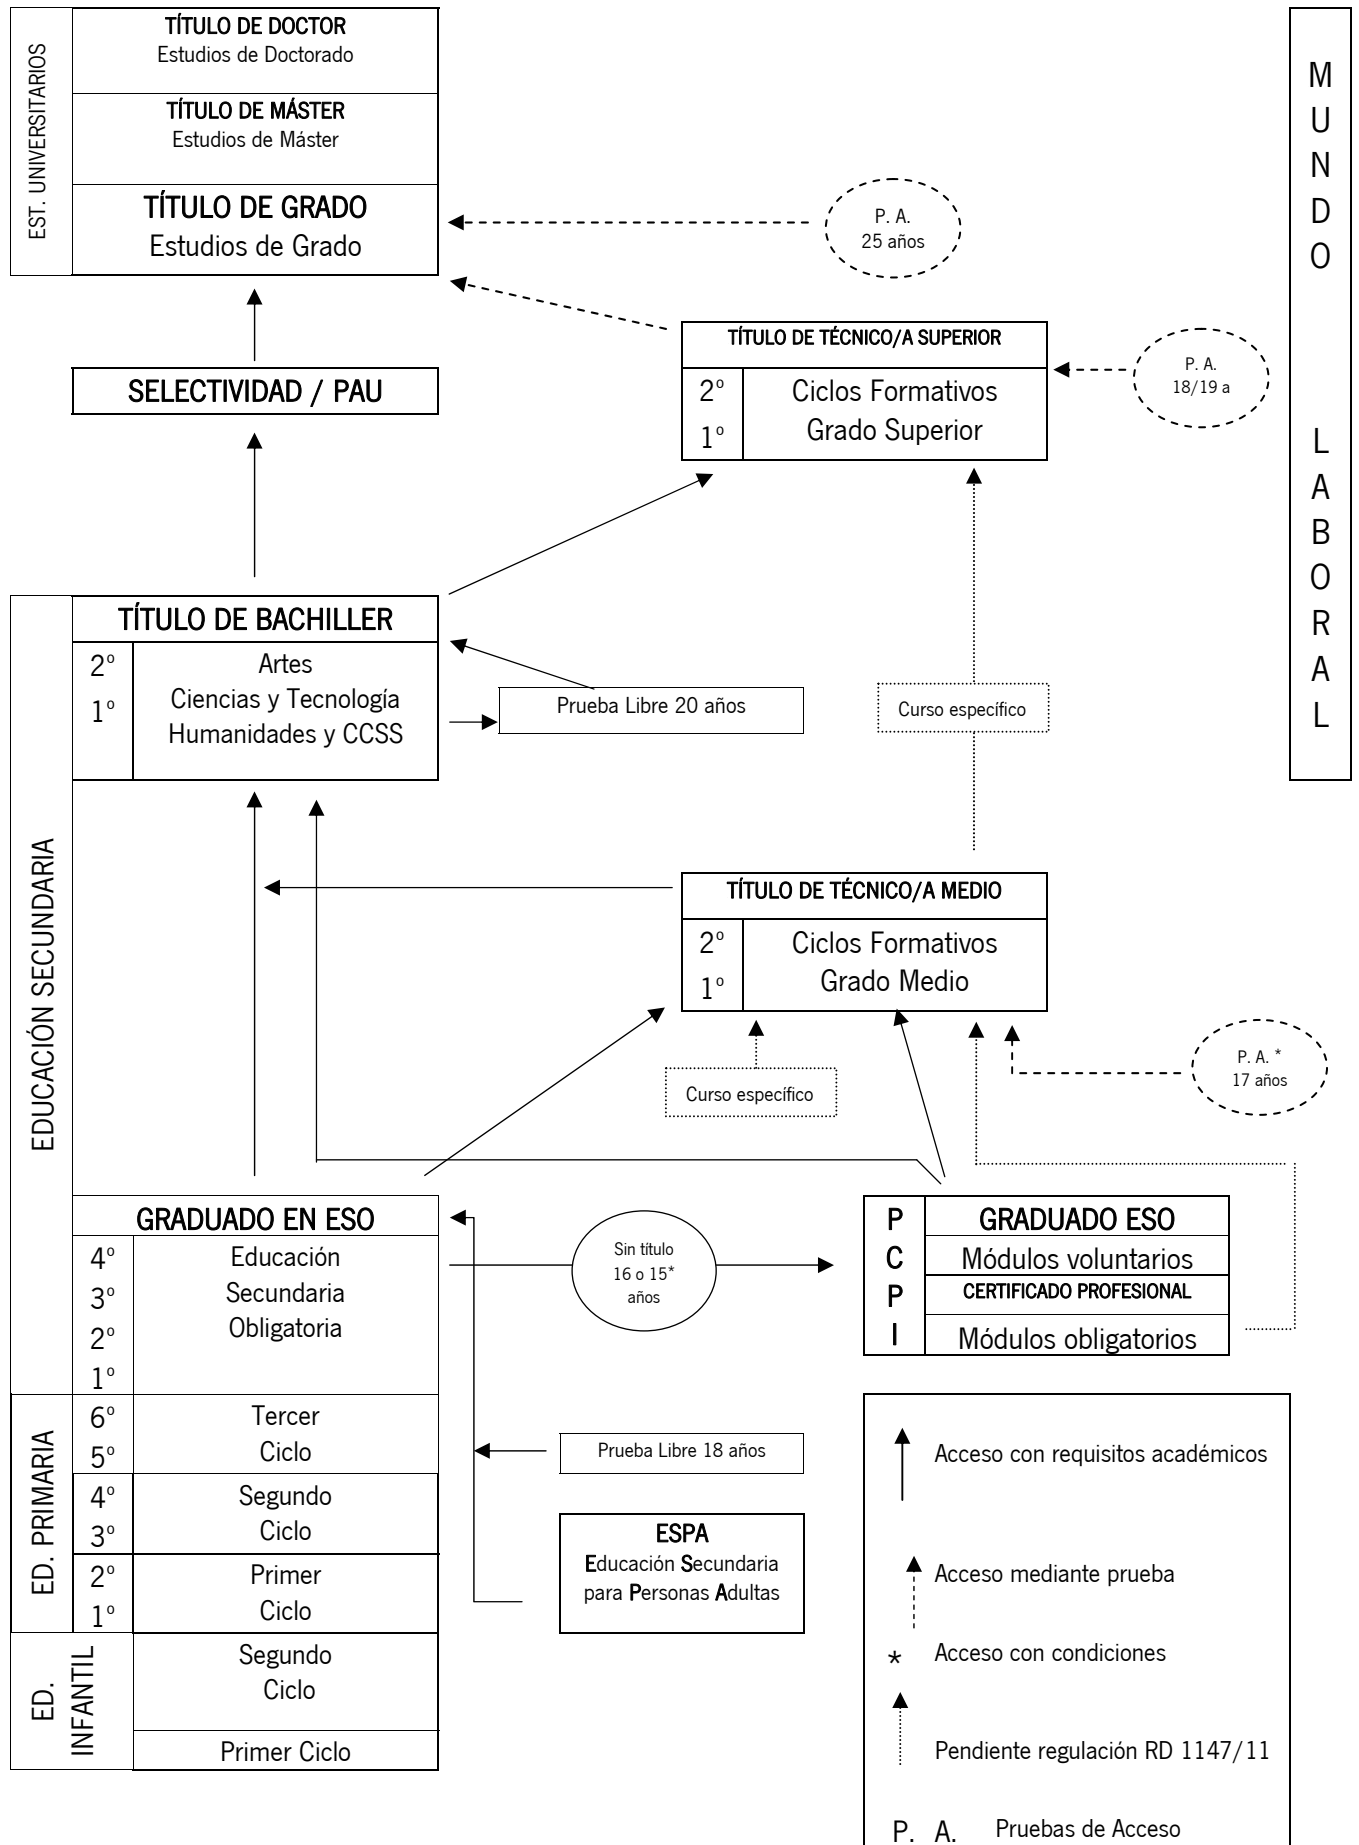 EST. UNIVERSITARIOS
TÍTULO DE DOCTOR
Estudios de Doctorado
TÍTULO DE MÁSTER
Estudios de Máster
TÍTULO DE GRADO
Estudios de Grado
P. A.
25 años
MUNDO LABORAL
SELECTIVIDAD / PAU
TÍTULO DE TÉCNICO/A SUPERIOR
2º
1º
Ciclos Formativos
Grado Superior
P. A.
18/19 a
EDUCACIÓN SECUNDARIA
TÍTULO DE BACHILLER
2º
1º
Artes
Ciencias y Tecnología
Humanidades y CCSS
Prueba Libre 20 años
Curso específico
TÍTULO DE TÉCNICO/A MEDIO
2º
1º
Ciclos Formativos
Grado Medio
Curso específico
P. A. *
17 años
GRADUADO EN ESO
4º
3º
2º
1º
Educación
Secundaria
Obligatoria
Sin título
16 o 15*
años
PCPI
GRADUADO ESO
Módulos voluntarios
CERTIFICADO PROFESIONAL
Módulos obligatorios
ED. PRIMARIA
6º
5º
Tercer
Ciclo
4º
3º
Segundo
Ciclo
2º
1º
Primer
Ciclo
Prueba Libre 18 años
ESPA
Educación Secundaria
para Personas Adultas
ED.
INFANTIL
Segundo
Ciclo
Primer Ciclo
Acceso con requisitos académicos
Acceso mediante prueba
* Acceso con condiciones
Pendiente regulación RD 1147/11
P. A. Pruebas de Acceso